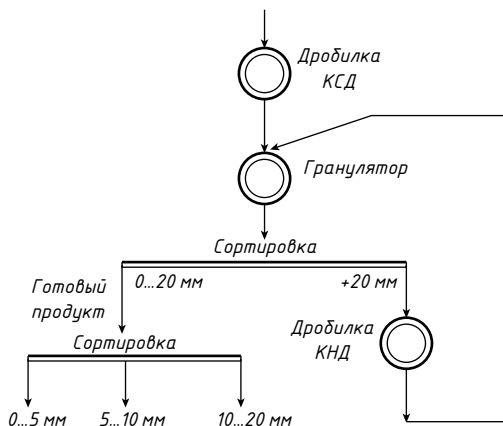 Дробилка
КСД
Гранулятор
Сортировка
0...20 мм
+20 мм
Готовый
продукт
Дробилка
КНД
Сортировка
0...5 мм
5...10 мм
10...20 мм